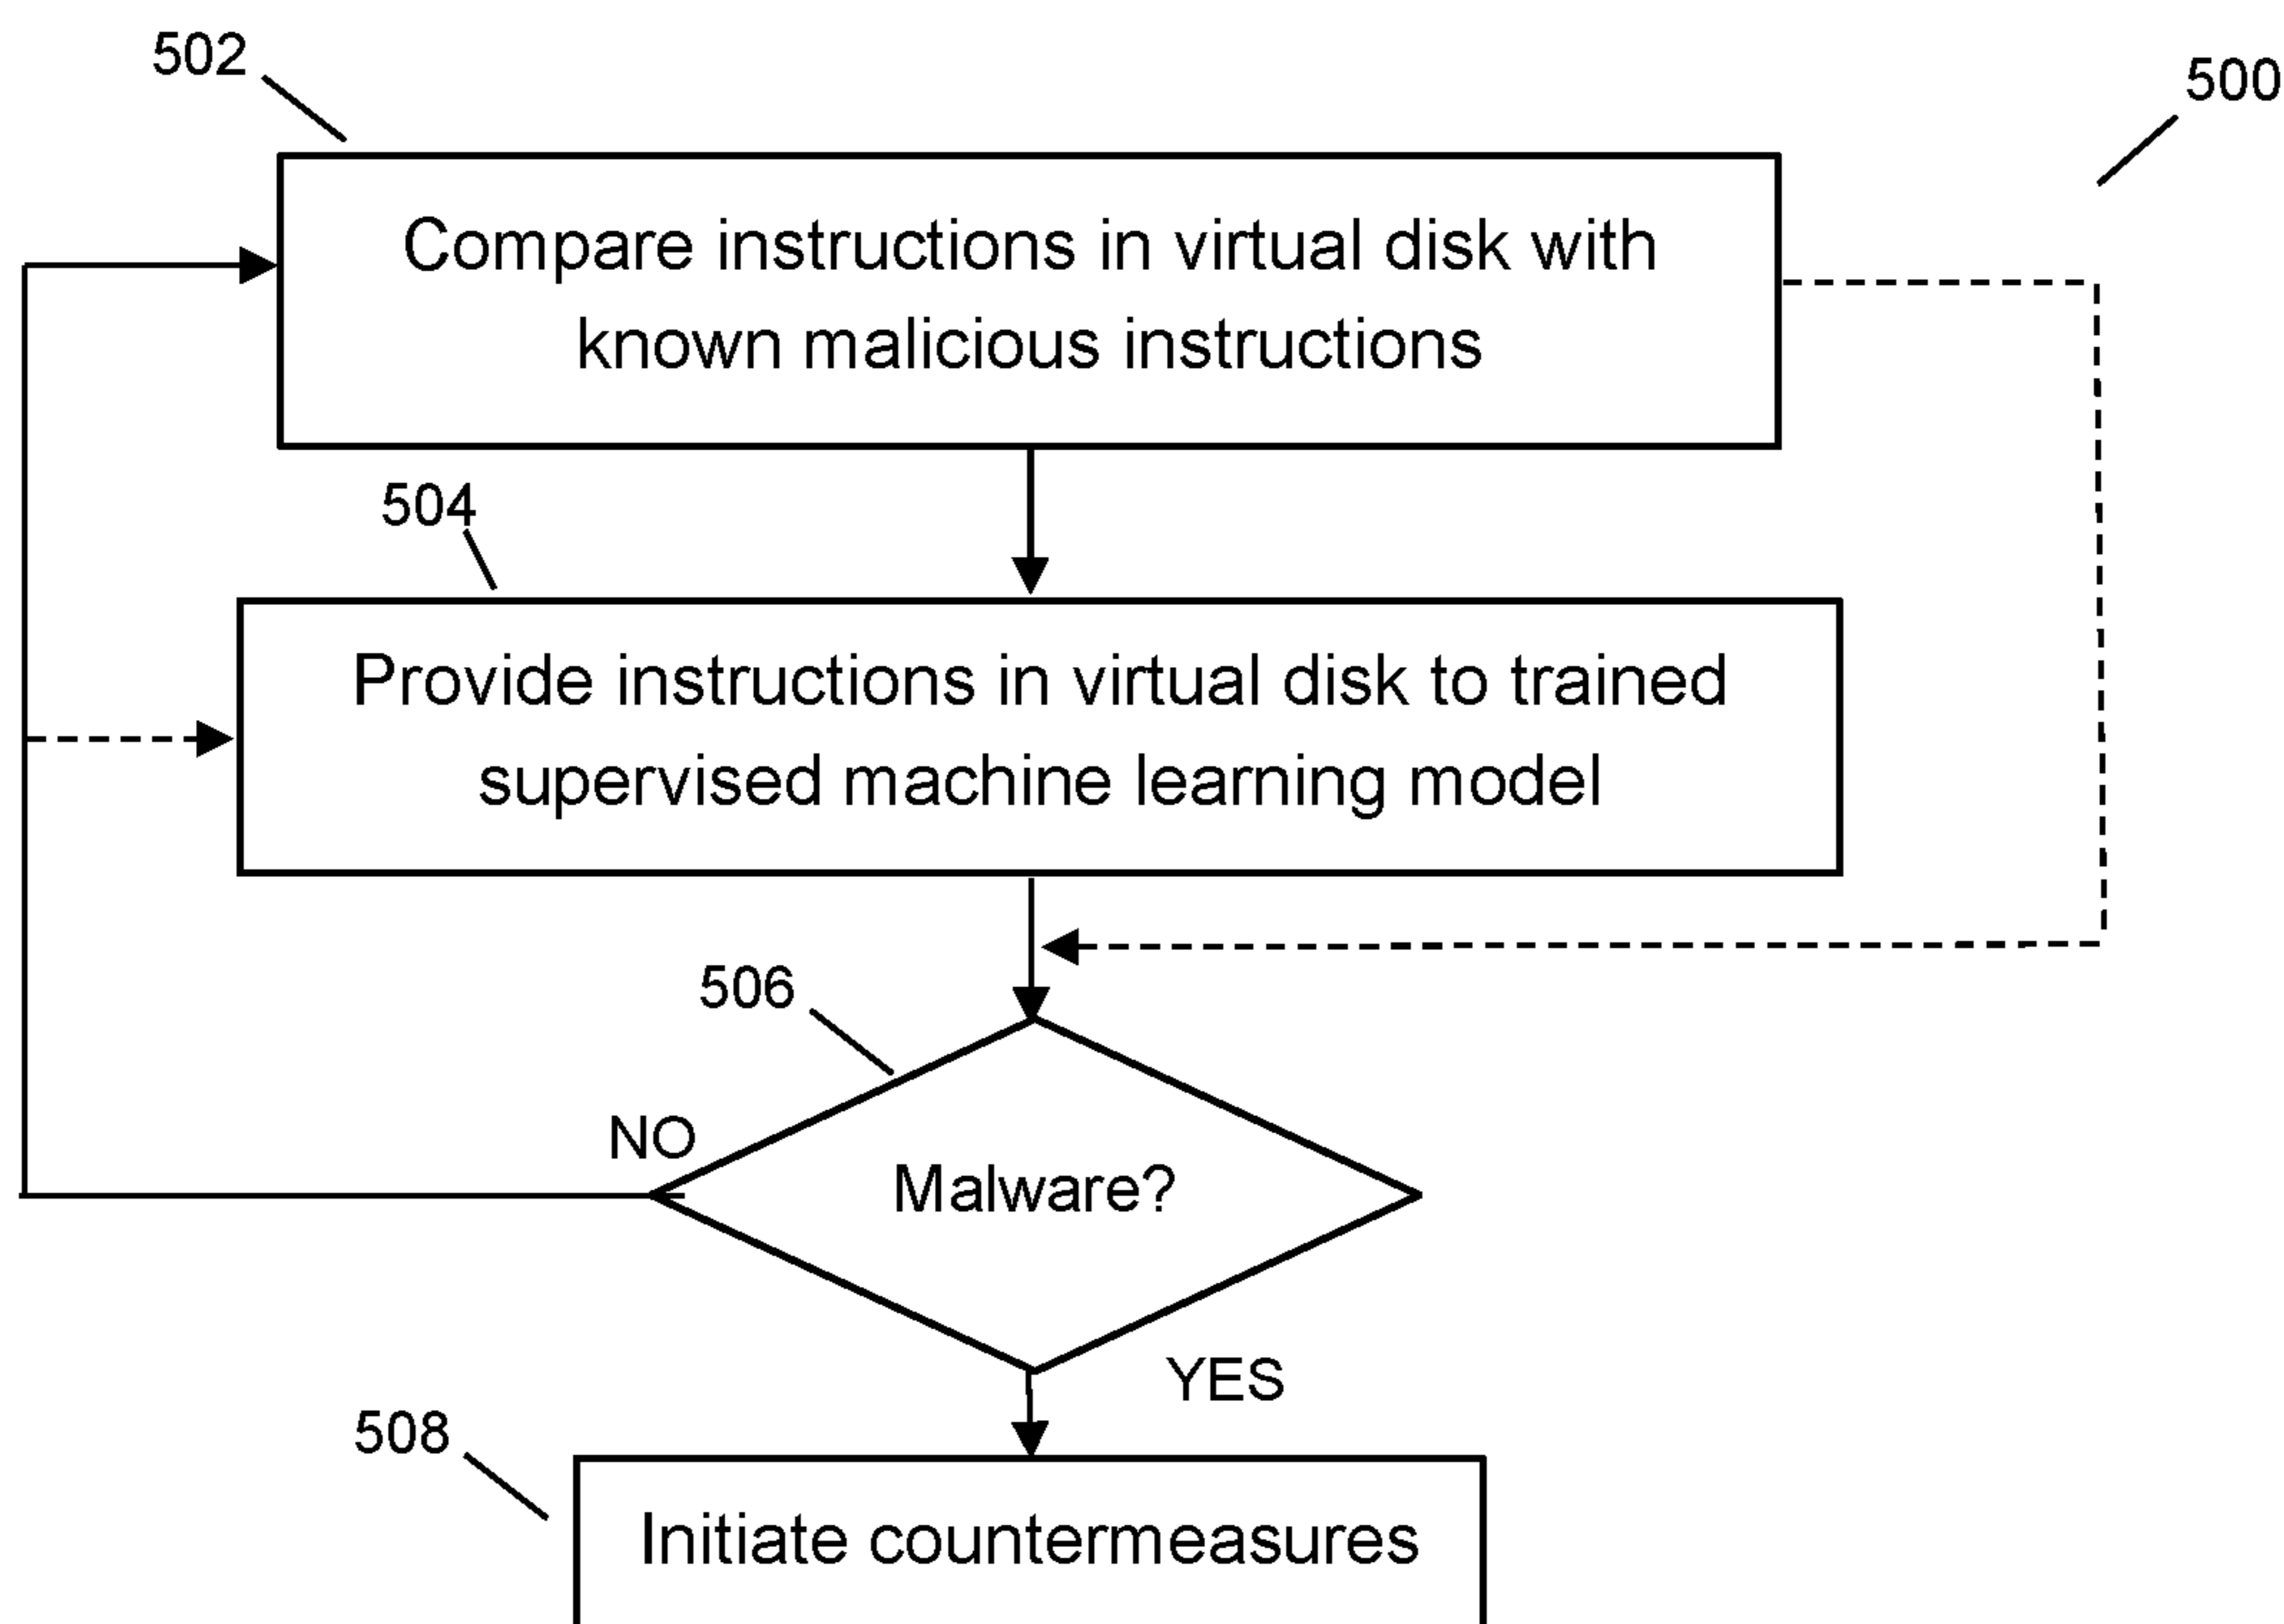 502
500
Compare instructions in virtual disk with
known malicious instructions
504
Provide instructions in virtual disk to trained
supervised machine learning model
506
NO
Malware?
YES
508
Initiate countermeasures